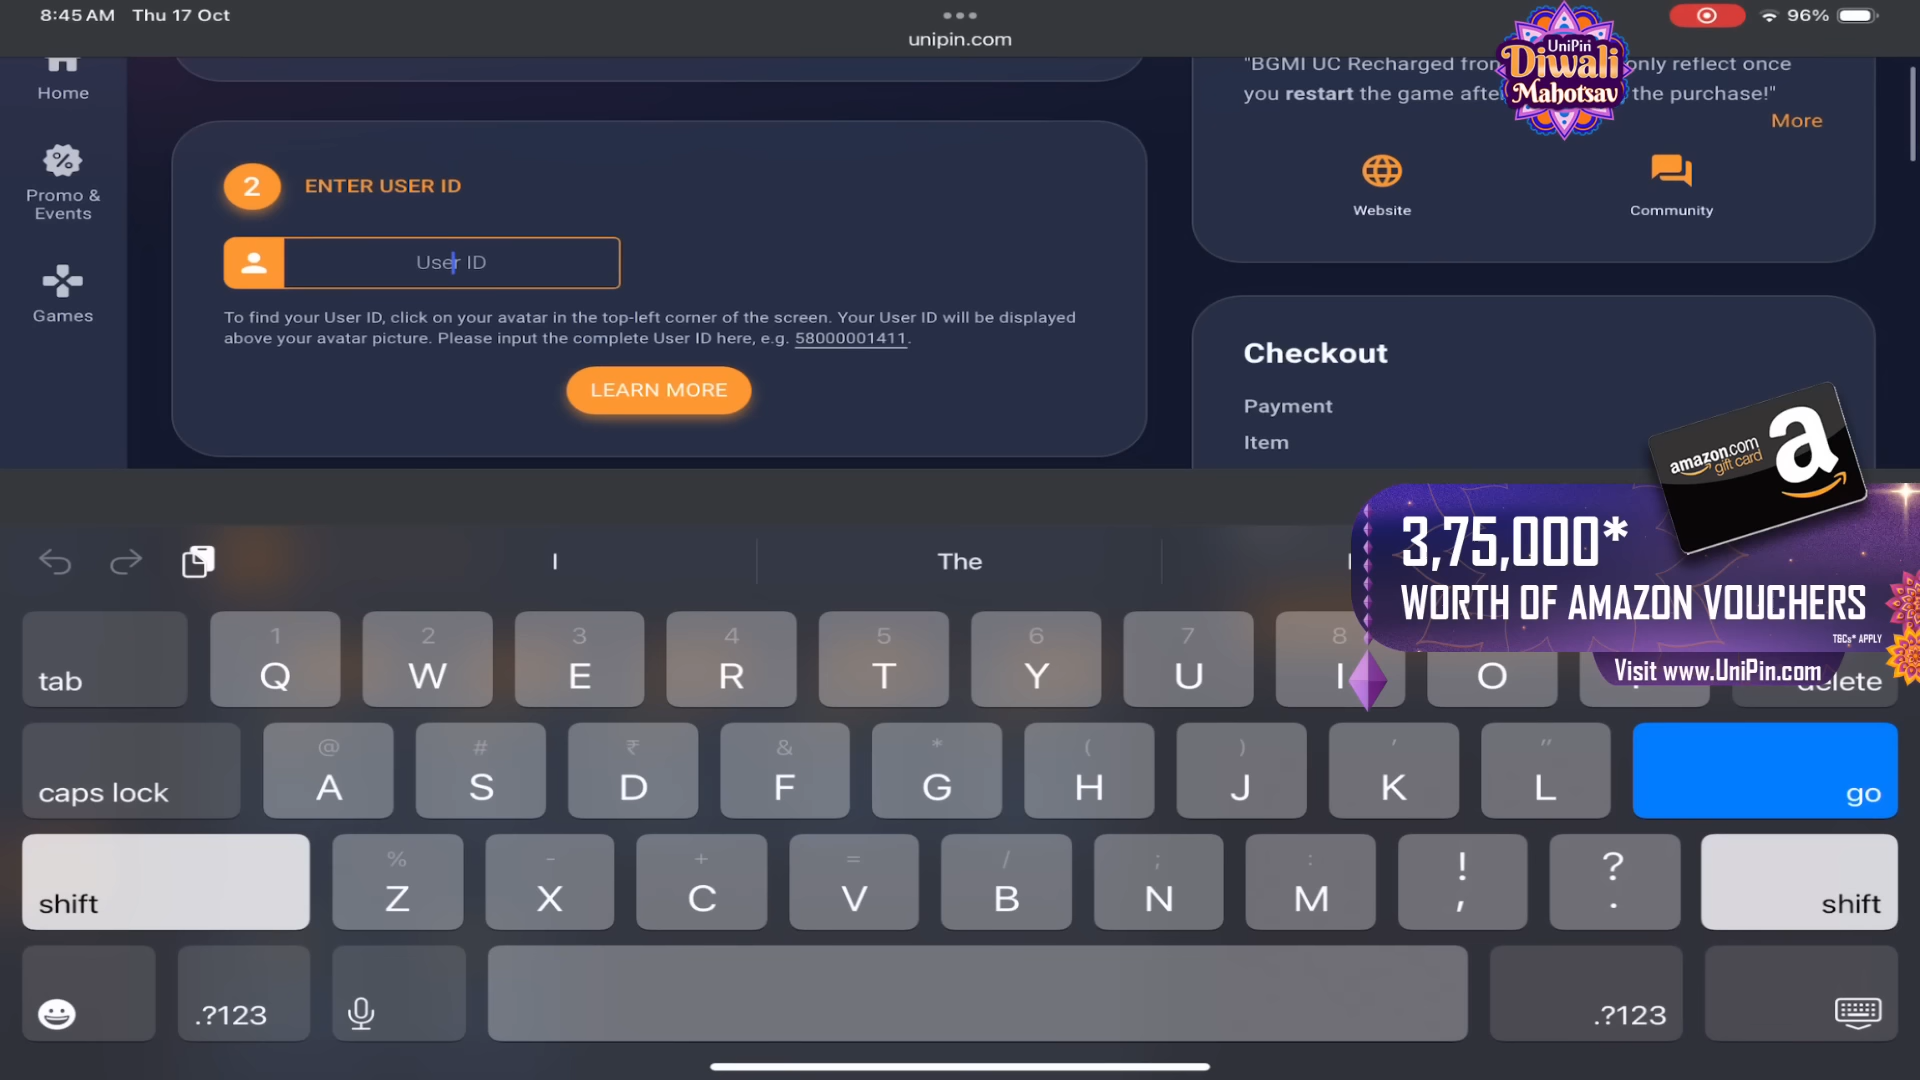 8:45 AM Thu 17 Oct
unipin.com
96%
Home
Promo &
Events
Games
2 ENTER USER ID
User ID
To find your User ID, click on your avatar in the top-left corner of the screen. Your User ID will be displayed
above your avatar picture. Please input the complete User ID here, e.g. 58000001411.
LEARN MORE
"BGMI UC Recharged from
only reflect once
you restart the game after
the purchase!"
More
UniPin
Diwali
Mahotsav
Website
Community
Checkout
Payment
Item
amazon.com
gift card
a
3,75,000*
WORTH OF AMAZON VOUCHERS
T&Cs* APPLY
Visit www.UniPin.com
I
The
1 2 3 4 5 6 7 8
tab Q W E R T Y U I O delete
@ # ₹ & * ( ) ' "
caps lock A S D F G H J K L go
% - + = / ; : ! ?
shift Z X C V B N M , . shift
.?123
.?123